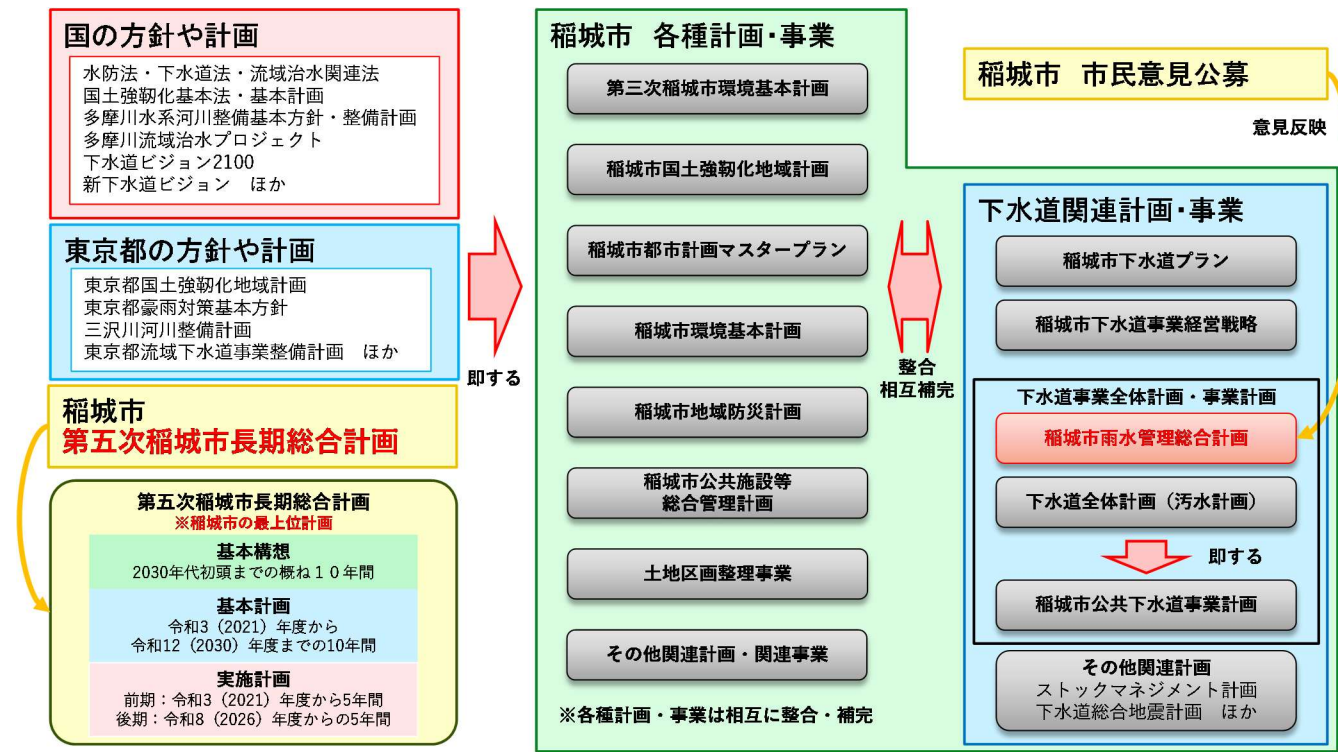 国の方針や計画
水防法・下水道法・流域治水関連法
国土強靭化基本法・基本計画
多摩川水系河川整備基本方針・整備計画
多摩川流域治水プロジェクト
下水道ビジョン2100
新下水道ビジョン　ほか
東京都の方針や計画
東京都国土強靭化地域計画
東京都豪雨対策基本方針
三沢川河川整備計画
東京都流域下水道事業整備計画　ほか
稲城市
第五次稲城市長期総合計画
第五次稲城市長期総合計画
※稲城市の最上位計画
基本構想
2030年代初頭までの概ね１０年間
基本計画
令和3（2021）年度から
令和12（2030）年度までの10年間
実施計画
前期：令和3（2021）年度から5年間
後期：令和8（2026）年度からの5年間
即する
稲城市　各種計画・事業
第三次稲城市環境基本計画
稲城市国土強靭化地域計画
稲城市都市計画マスタープラン
稲城市環境基本計画
稲城市地域防災計画
稲城市公共施設等
総合管理計画
土地区画整理事業
その他関連計画・関連事業
※各種計画・事業は相互に整合・補完
整合
相互補完
稲城市　市民意見公募
意見反映
下水道関連計画・事業
稲城市下水道プラン
稲城市下水道事業経営戦略
下水道事業全体計画・事業計画
稲城市雨水管理総合計画
下水道全体計画（汚水計画）
即する
稲城市公共下水道事業計画
その他関連計画
ストックマネジメント計画
下水道総合地震計画　ほか